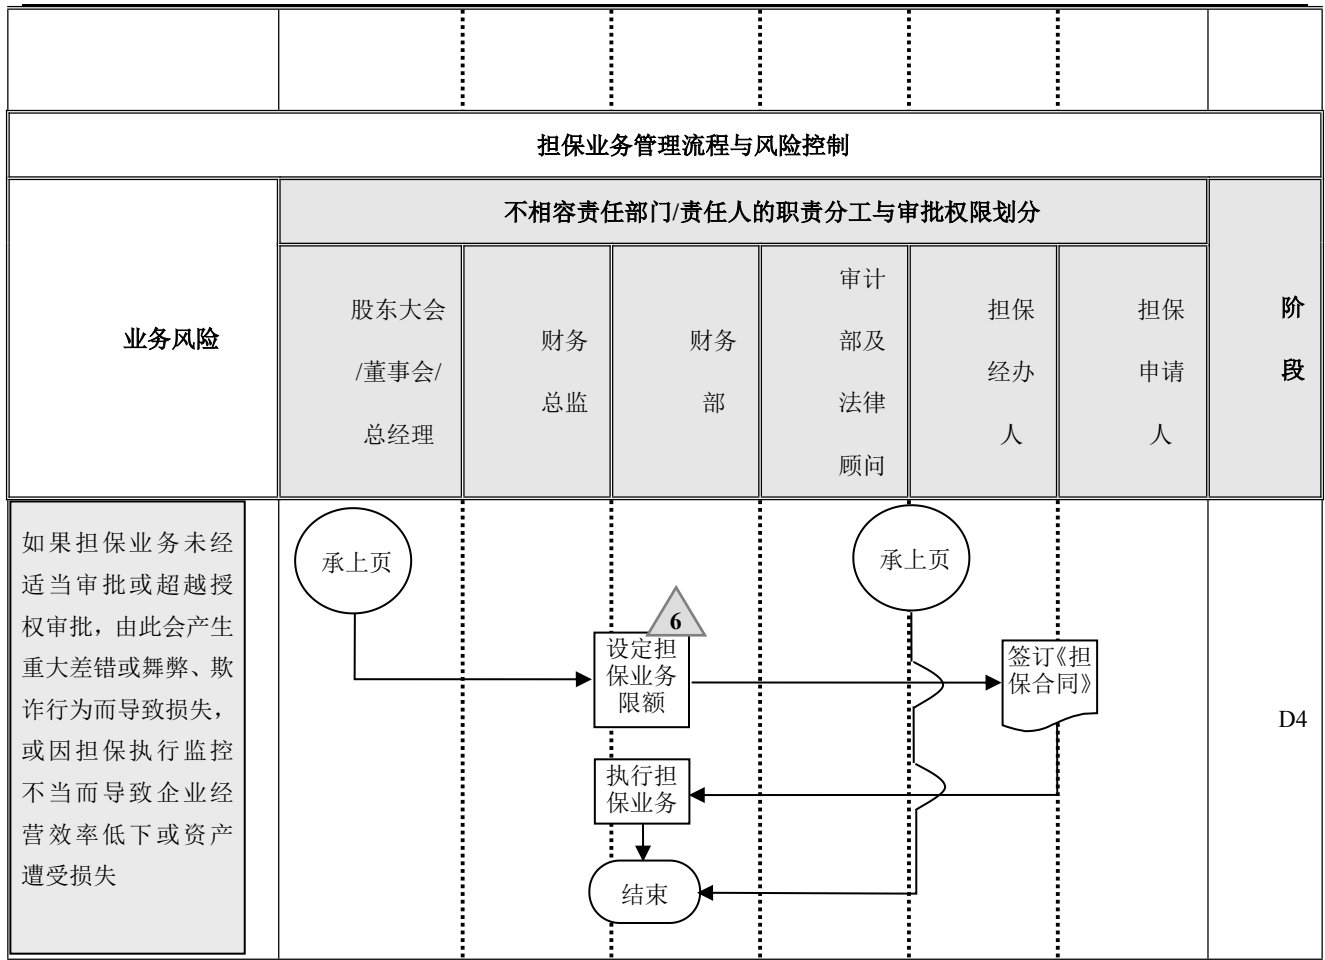 担保业务管理流程与风险控制
不相容责任部门/责任人的职责分工与审批权限划分
业务风险
股东大会
/董事会/
总经理
财务
总监
财务
部
审计
部及
法律
顾问
担保
经办
人
担保
申请
人
阶
段
如果担保业务未经
适当审批或超越授
权审批，由此会产生
重大差错或舞弊、欺
诈行为而导致损失，
或因担保执行监控
不当而导致企业经
营效率低下或资产
遭受损失
承上页
承上页
6
设定担
保业务
限额
签订《担
保合同》
执行担
保业务
结束
D4